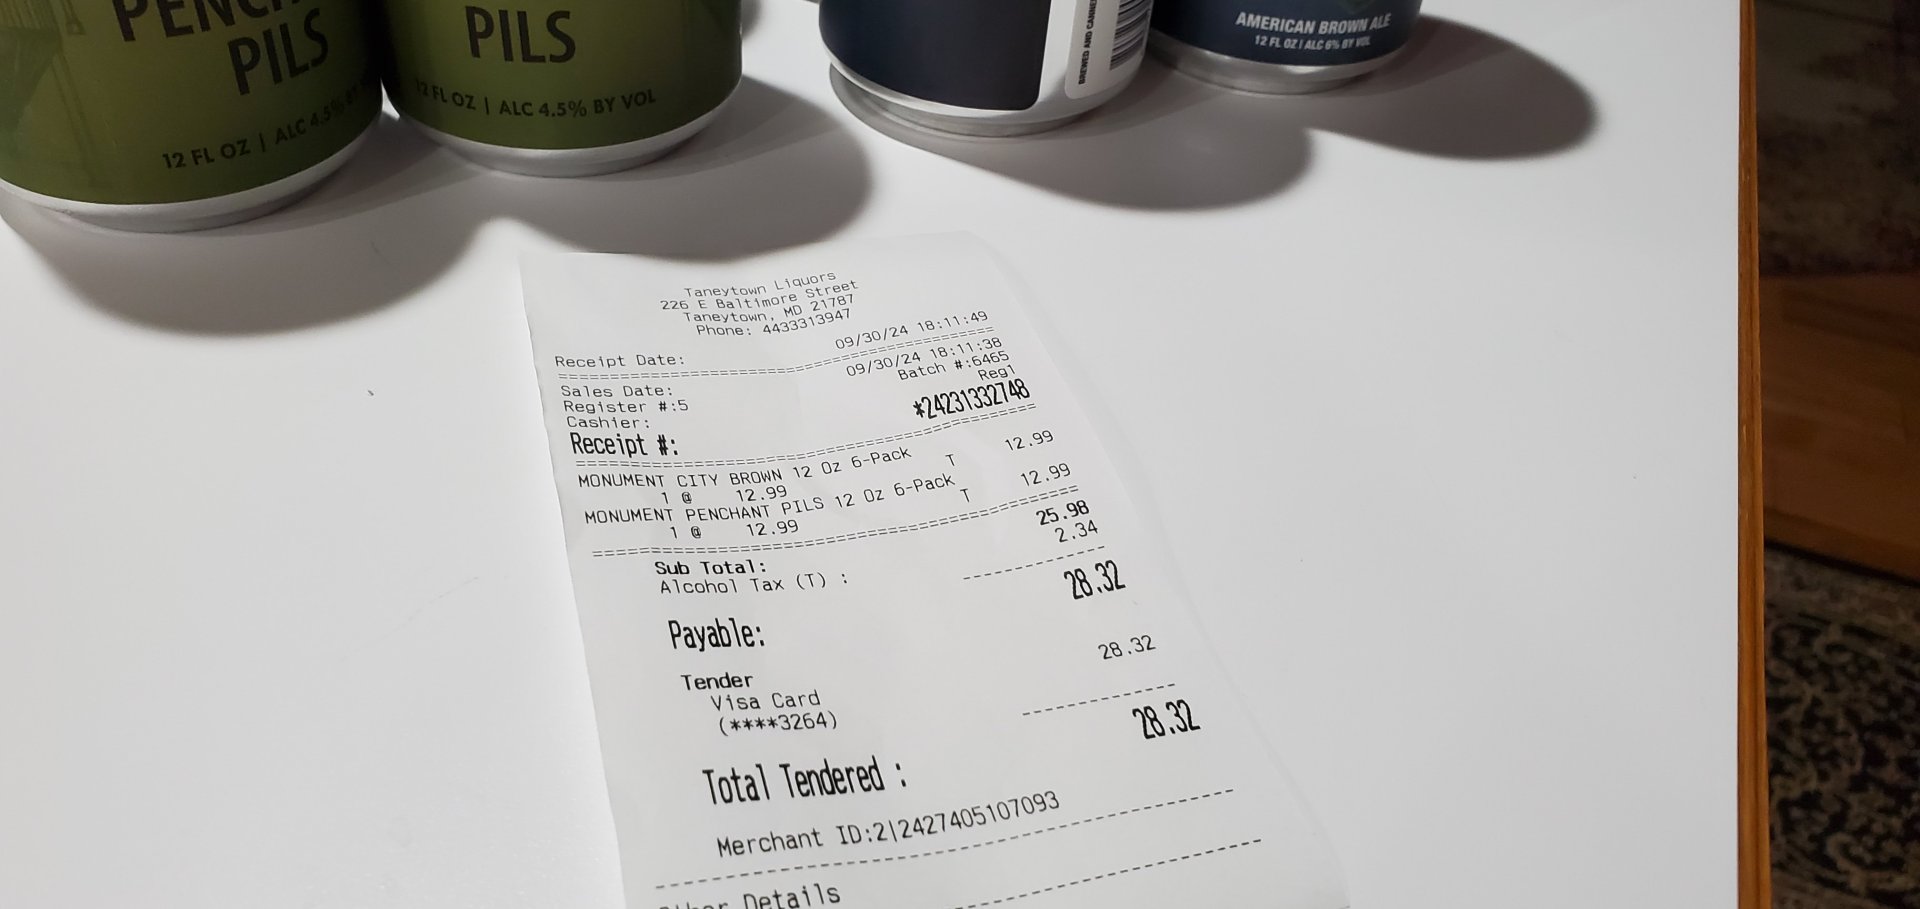 PENCH
PILS
12 FL OZ | ALC 4.5% BY
PILS
12 FL OZ | ALC 4.5% BY VOL
BREWED AND CANNED
AMERICAN BROWN ALE
12 FL OZ | ALC 6% BY VOL
Taneytown Liquors
226 E Baltimore Street
Taneytown, MD 21787
Phone: 4433313947
Receipt Date: 09/30/24 18:11:49
Sales Date: 09/30/24 18:11:38
Register #:5 Batch #:6465
Cashier: Reg1
Receipt #: *24231332748
MONUMENT CITY BROWN 12 Oz 6-Pack
1 @ 12.99 T 12.99
MONUMENT PENCHANT PILS 12 Oz 6-Pack
1 @ 12.99 T 12.99
Sub Total: 25.98
Alcohol Tax (T) : 2.34
Payable: 28.32
Tender
Visa Card 28.32
(****3264)
Total Tendered : 28.32
Merchant ID:2|2427405107093
Other Details